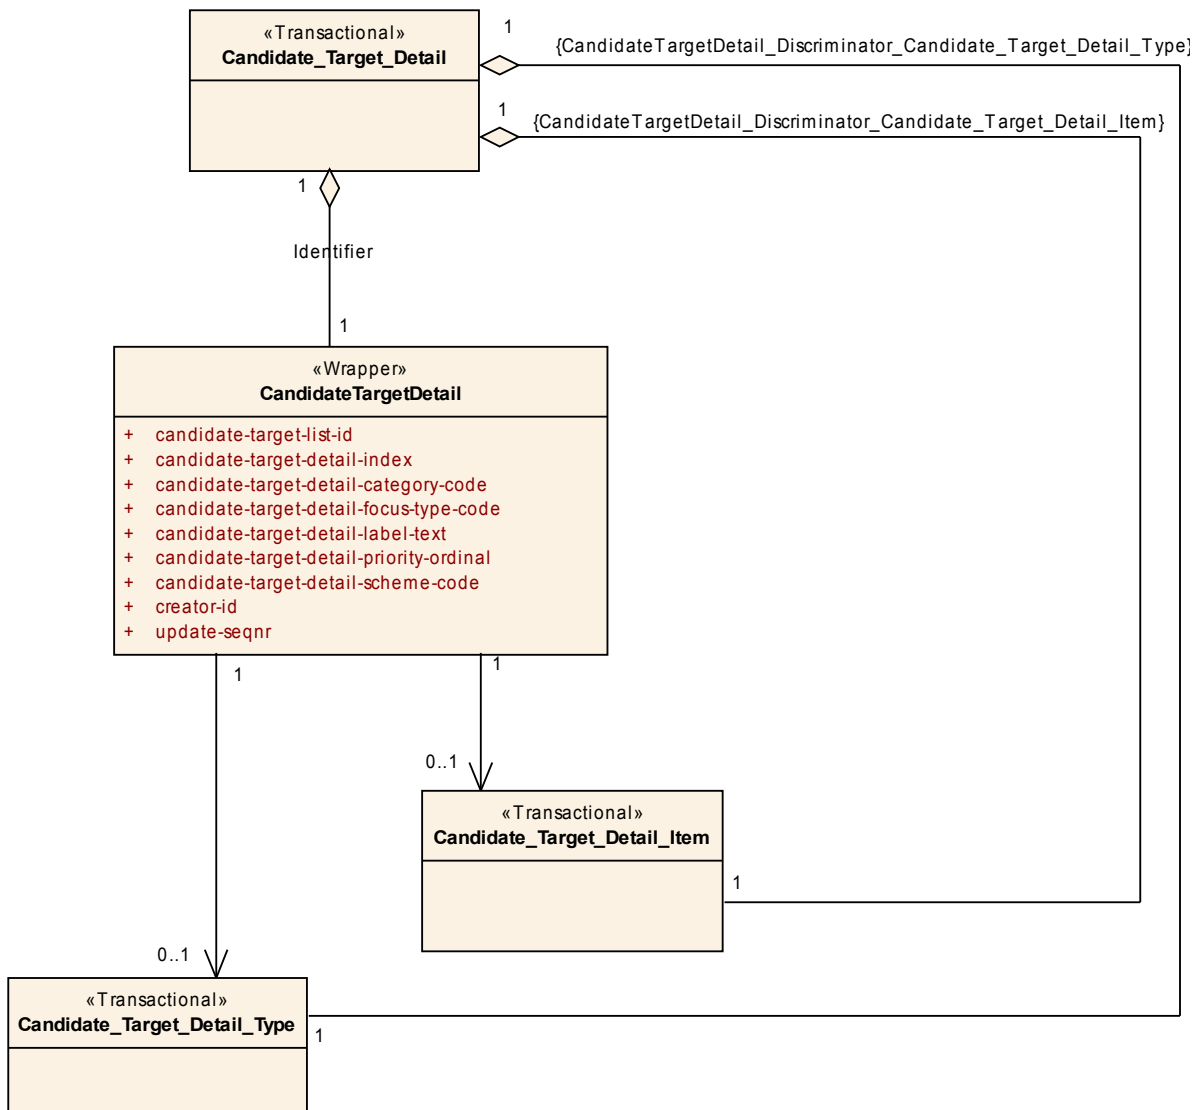 «Transactional»
Candidate_Target_Detail
1
{CandidateTargetDetail_Discriminator_Candidate_Target_Detail_Type}
1
{CandidateTargetDetail_Discriminator_Candidate_Target_Detail_Item}
1
Identifier
1
«Wrapper»
CandidateTargetDetail
+ candidate-target-list-id
+ candidate-target-detail-index
+ candidate-target-detail-category-code
+ candidate-target-detail-focus-type-code
+ candidate-target-detail-label-text
+ candidate-target-detail-priority-ordinal
+ candidate-target-detail-scheme-code
+ creator-id
+ update-seqnr
1
1
0..1
«Transactional»
Candidate_Target_Detail_Item
1
0..1
«Transactional»
Candidate_Target_Detail_Type
1